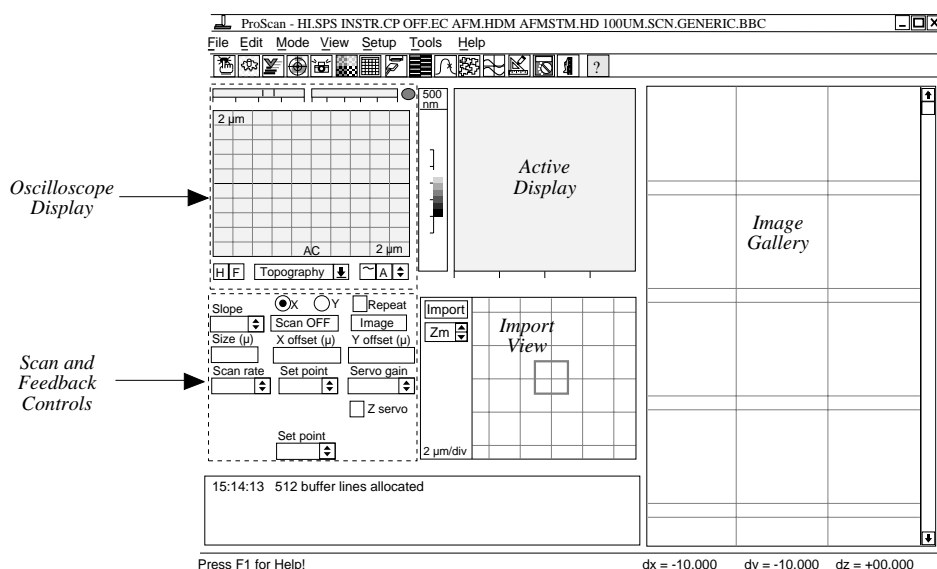 ProScan - HI.SPS INSTR.CP OFF.EC AFM.HDM AFMSTM.HD 100UM.SCN.GENERIC.BBC
File Edit Mode View Setup Tools Help
?
500
nm
2 µm
AC 2 µm
H F Topography ~ A
Oscilloscope
Display
Active
Display
Image
Gallery
X Y Repeat
Slope
Scan OFF Image
Size (µ) X offset (µ) Y offset (µ)
Scan rate Set point Servo gain
Z servo
Set point
Scan and
Feedback
Controls
Import
Zm
Import
View
2 µm/div
15:14:13 512 buffer lines allocated
Press F1 for Help! dx = -10.000 dy = -10.000 dz = +00.000